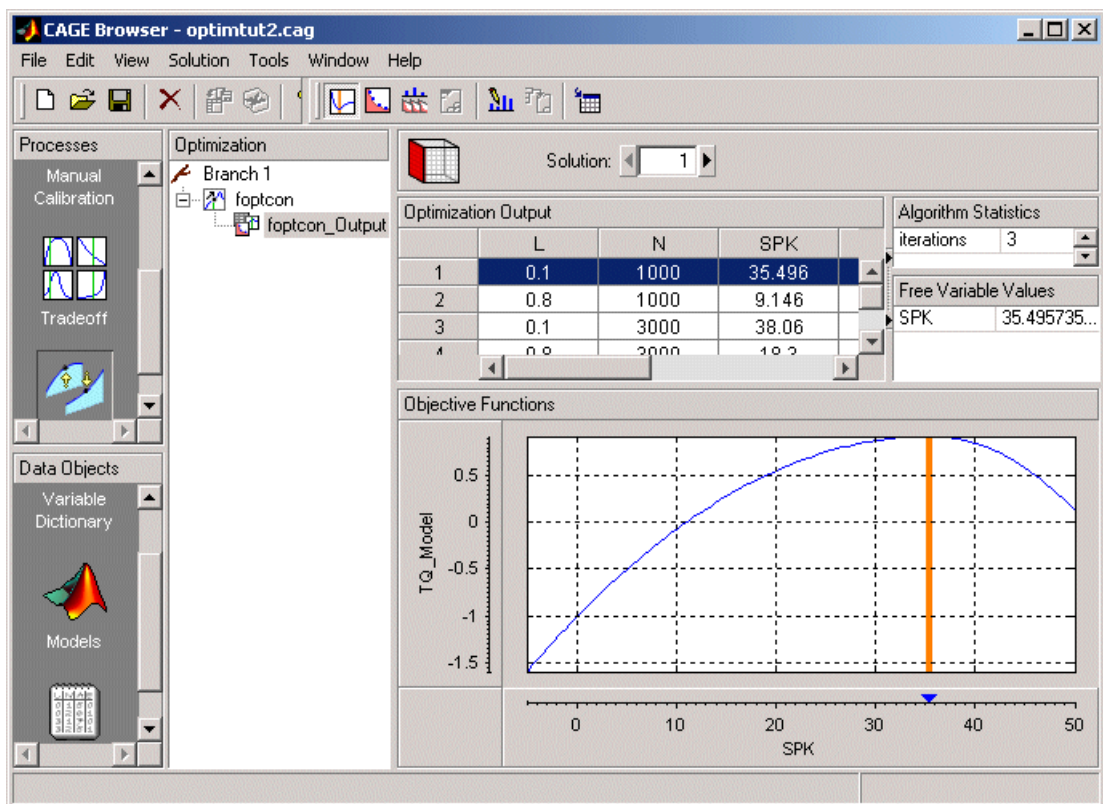 CAGE Browser - optimtut2.cag
File Edit View Solution Tools Window Help
Processes
Manual
Calibration
Tradeoff
Data Objects
Variable
Dictionary
Models
Optimization
Branch 1
foptcon
foptcon_Output
Solution: 1
Optimization Output
L N SPK
1 0.1 1000 35.496
2 0.8 1000 9.146
3 0.1 3000 38.06
Algorithm Statistics
iterations 3
Free Variable Values
SPK 35.495735...
Objective Functions
TQ_Model
0.5
0
-0.5
-1
-1.5
0 10 20 30 40 50
SPK